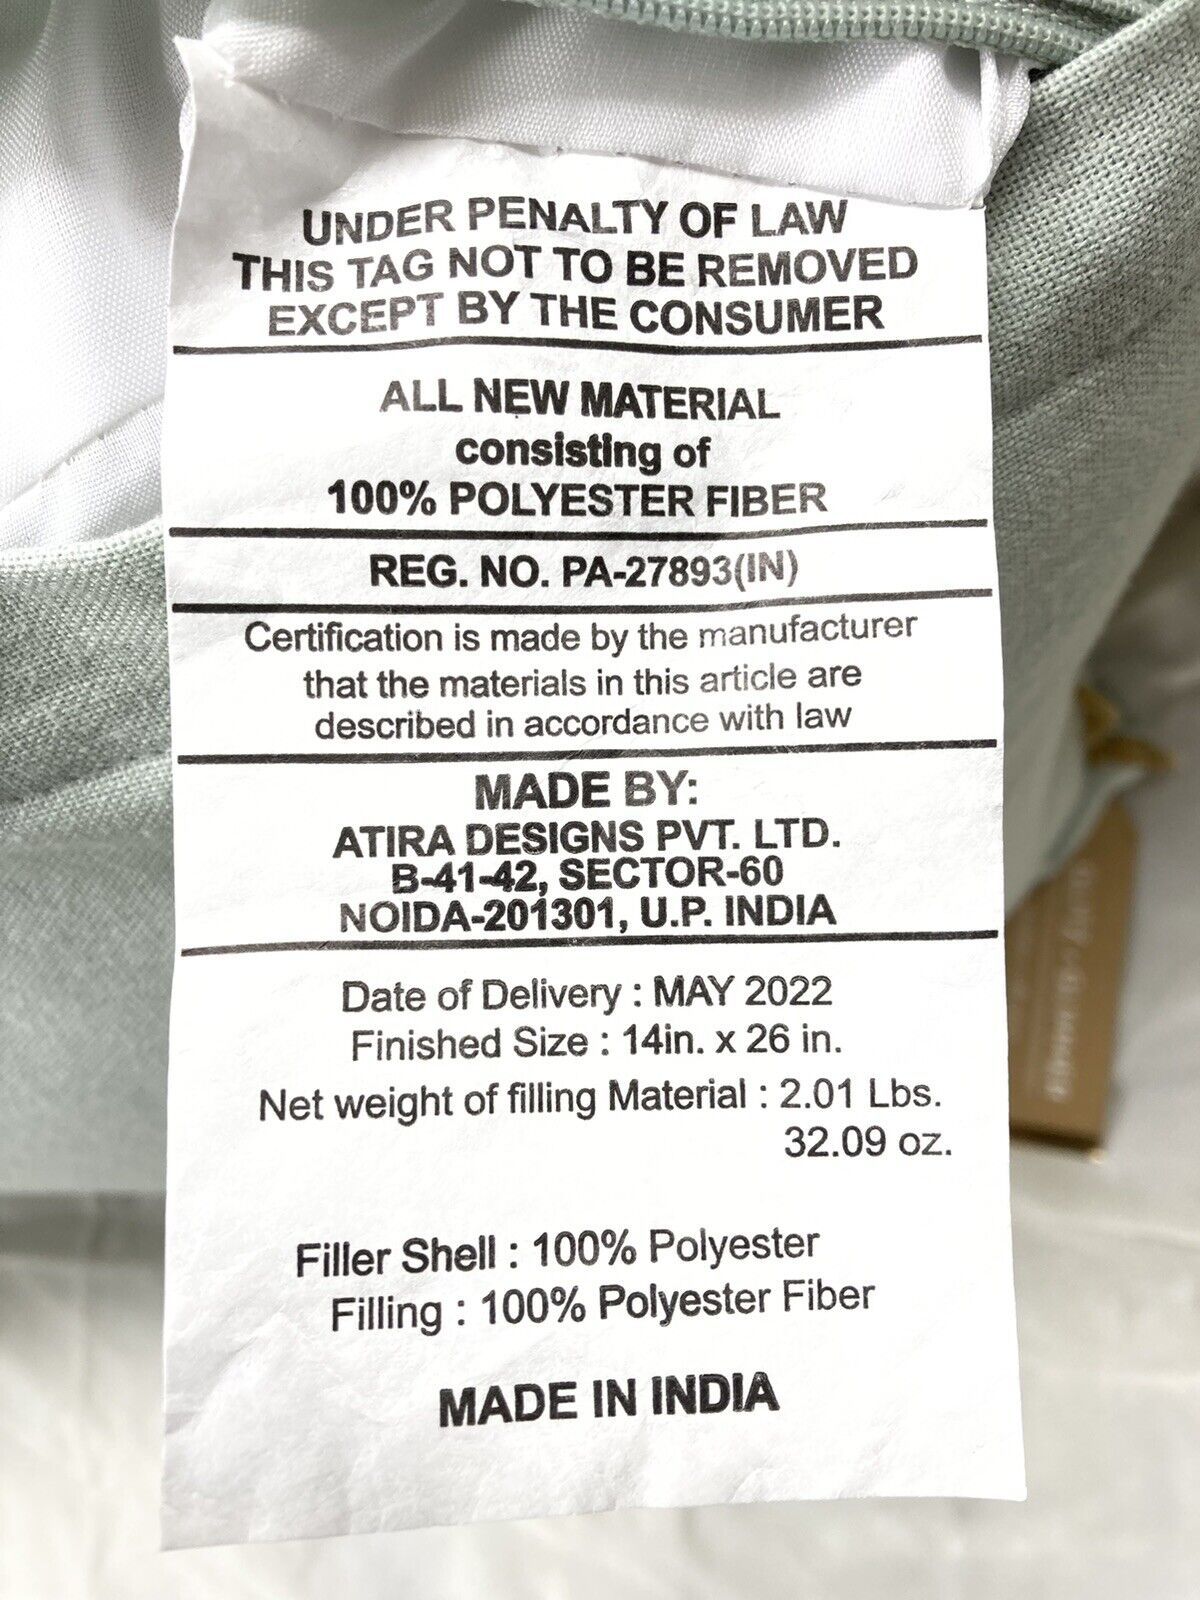 UNDER PENALTY OF LAW
THIS TAG NOT TO BE REMOVED
EXCEPT BY THE CONSUMER
ALL NEW MATERIAL
consisting of
100% POLYESTER FIBER
REG. NO. PA-27893(IN)
Certification is made by the manufacturer
that the materials in this article are
described in accordance with law
MADE BY:
ATIRA DESIGNS PVT. LTD.
B-41-42, SECTOR-60
NOIDA-201301, U.P. INDIA
Date of Delivery : MAY 2022
Finished Size : 14in. x 26 in.
Net weight of filling Material : 2.01 Lbs.
32.09 oz.
Filler Shell : 100% Polyester
Filling : 100% Polyester Fiber
MADE IN INDIA